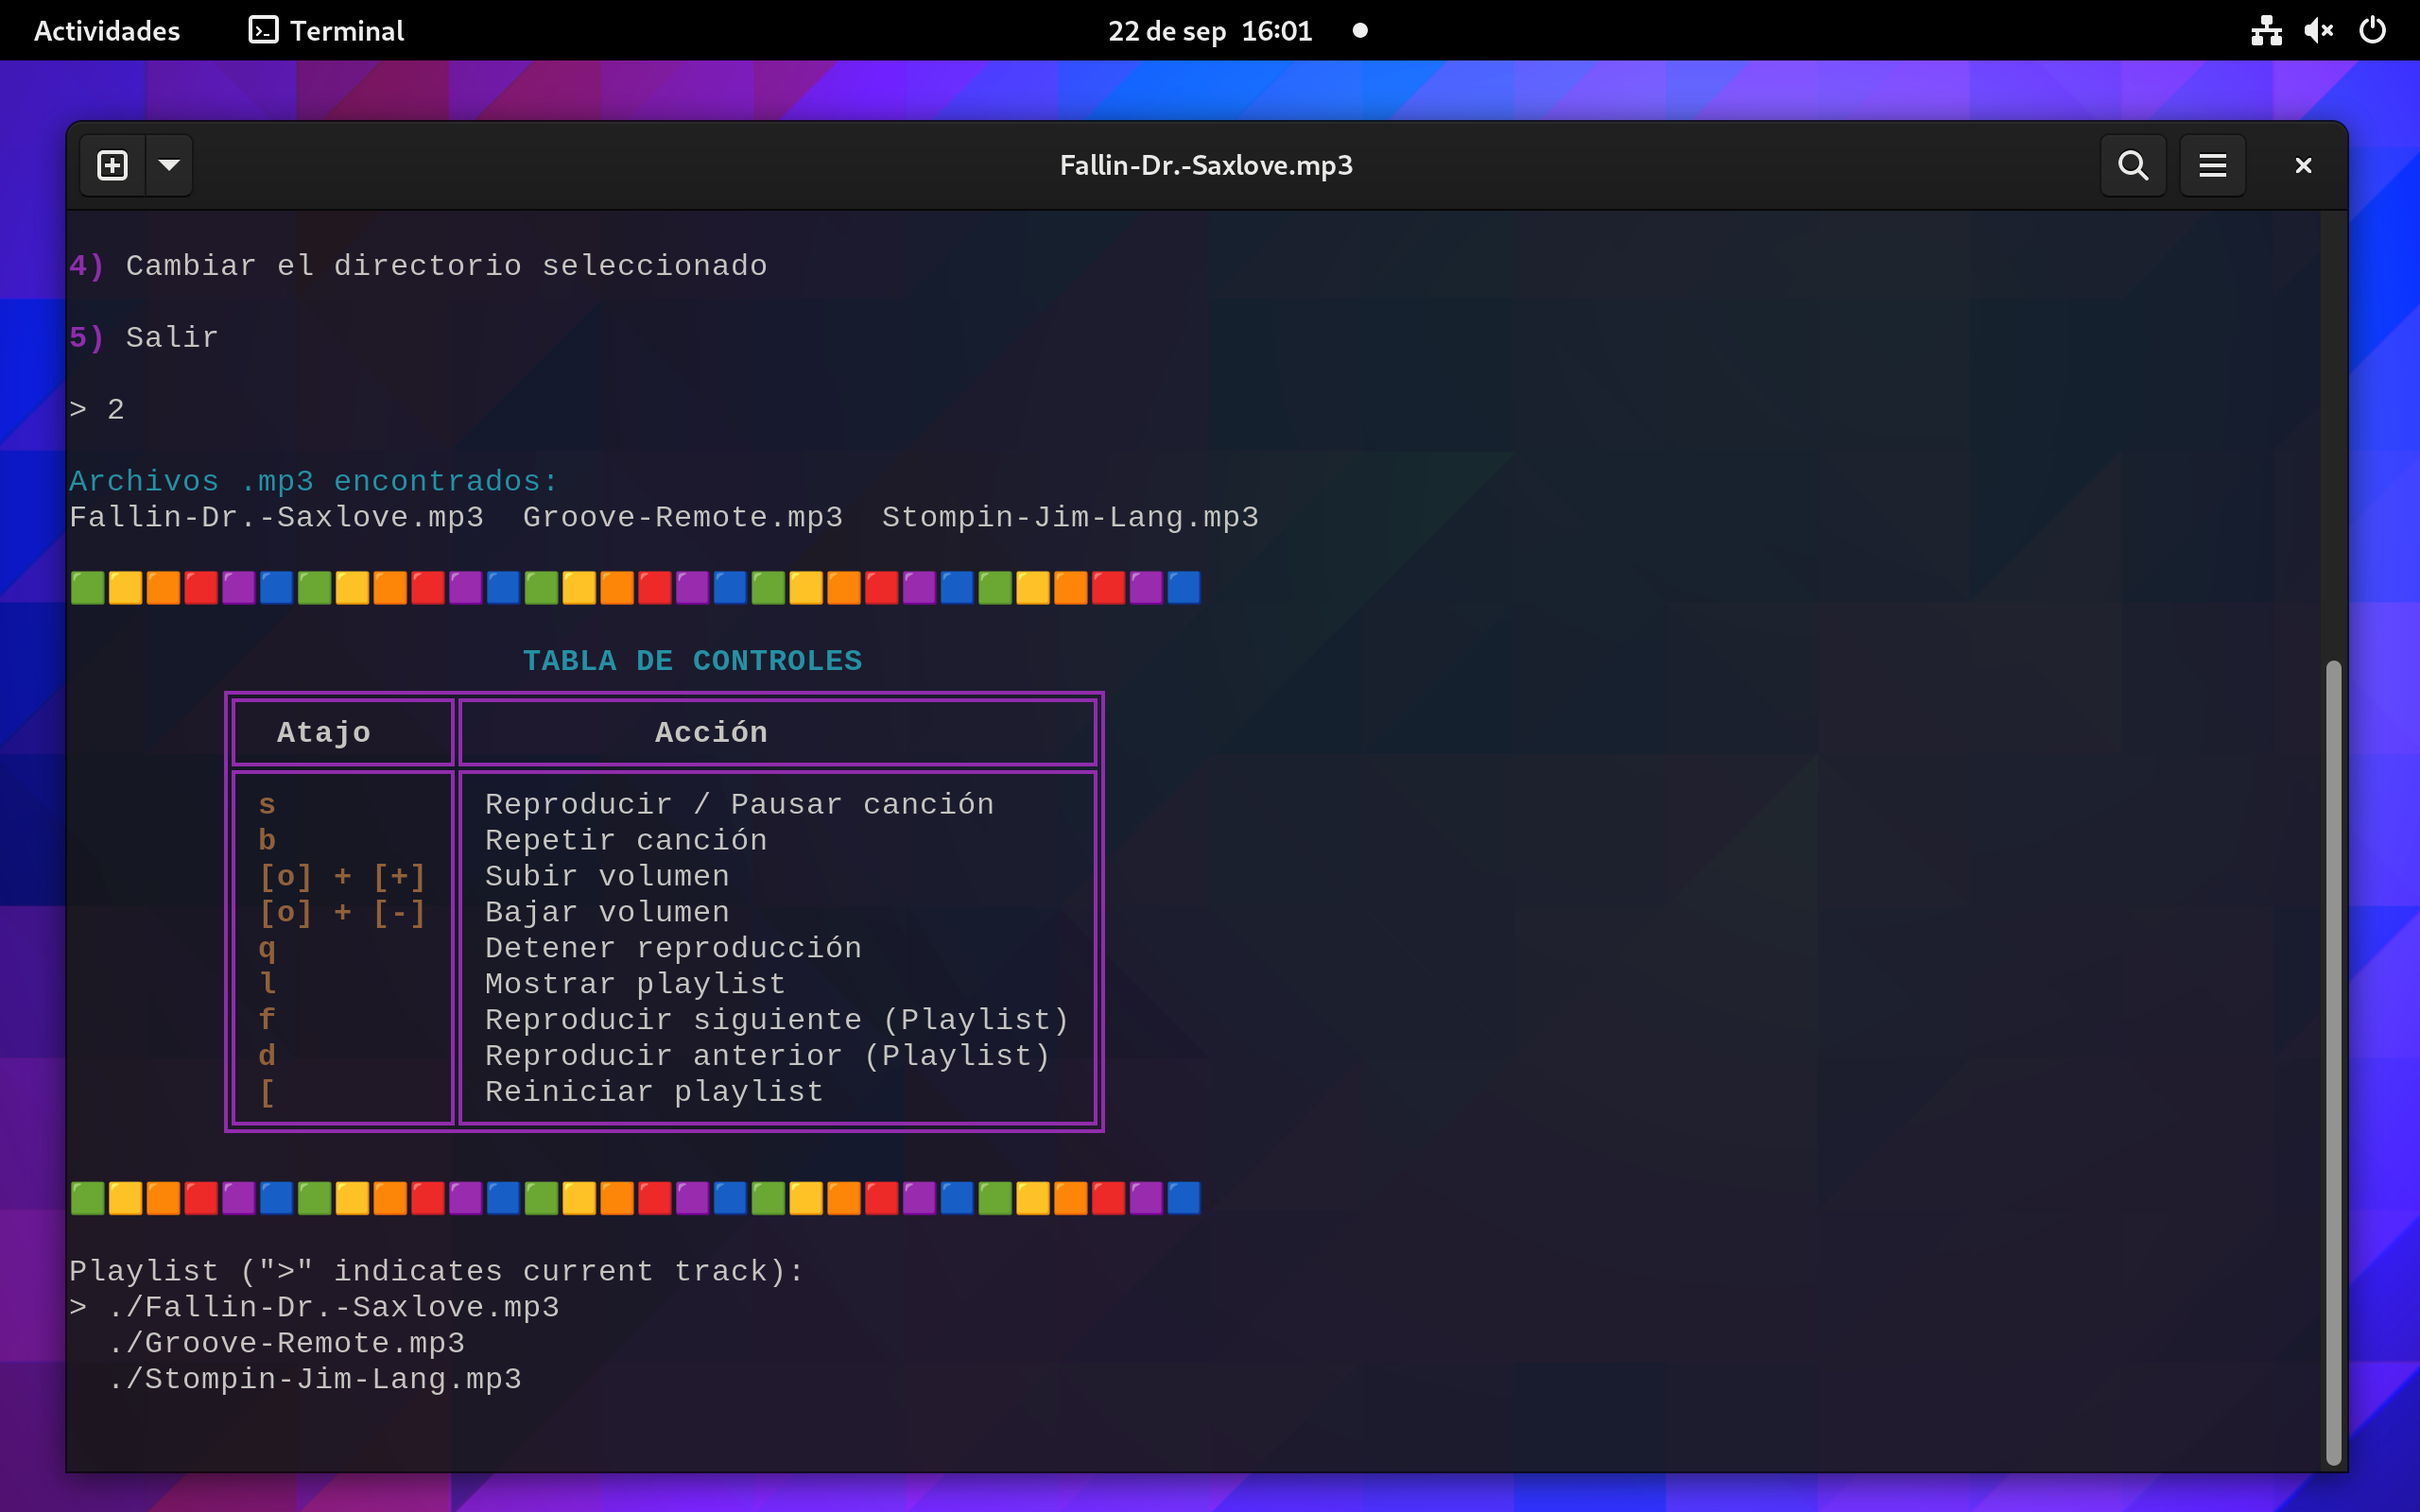 Actividades Terminal 22 de sep 16:01
Fallin-Dr.-Saxlove.mp3
4) Cambiar el directorio seleccionado
5) Salir
> 2
Archivos .mp3 encontrados:
Fallin-Dr.-Saxlove.mp3  Groove-Remote.mp3  Stompin-Jim-Lang.mp3
TABLA DE CONTROLES
Atajo Acción
s Reproducir / Pausar canción
b Repetir canción
[o] + [+] Subir volumen
[o] + [-] Bajar volumen
q Detener reproducción
l Mostrar playlist
f Reproducir siguiente (Playlist)
d Reproducir anterior (Playlist)
[ Reiniciar playlist
Playlist (">" indicates current track):
> ./Fallin-Dr.-Saxlove.mp3
./Groove-Remote.mp3
./Stompin-Jim-Lang.mp3